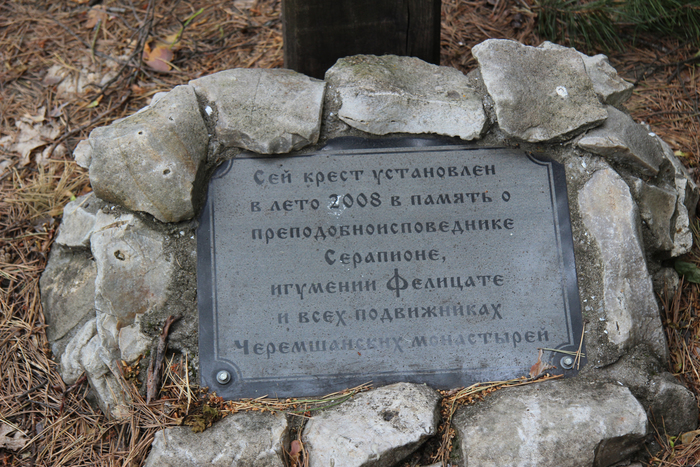 Сей крест установлен
в лето 2008 в память о
преподобноисповеднике
Серапионе,
игумении Фелицате
и всех подвижниках
Черемшанских монастырей